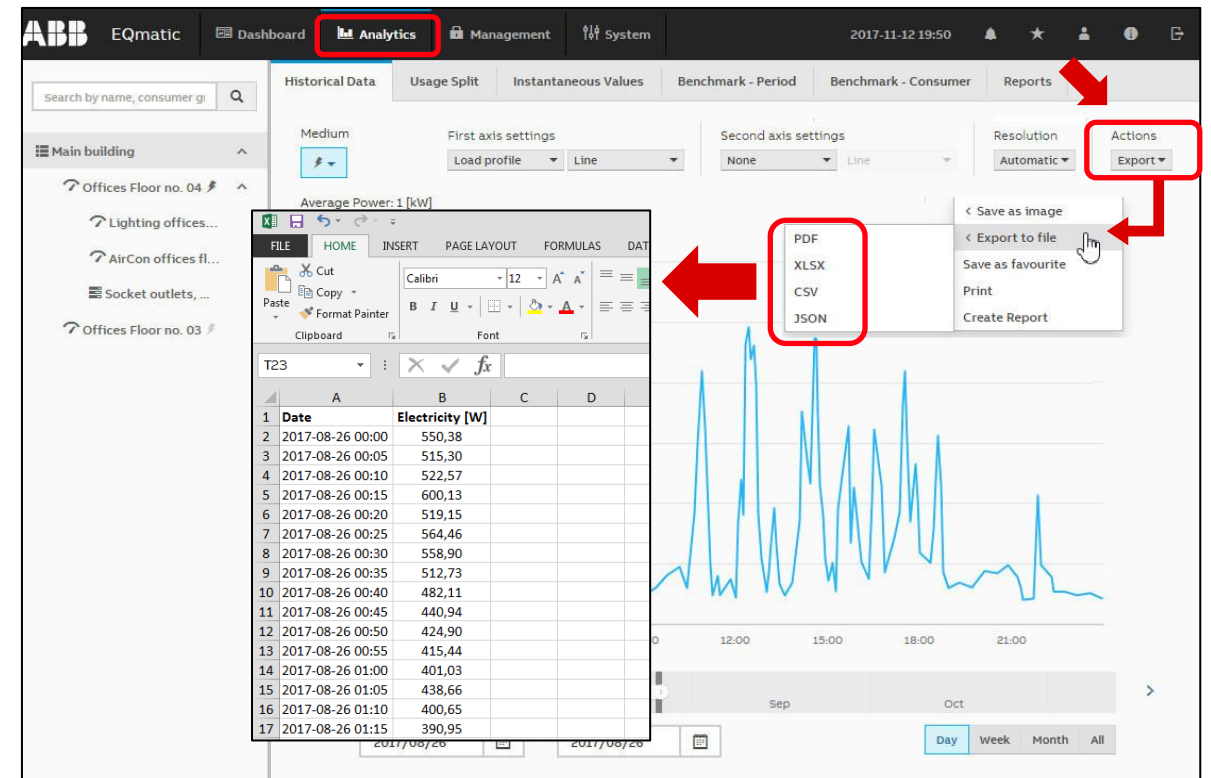 ABB EQmatic Dashboard Analytics Management System 2017-11-12 19:50
Historical Data Usage Split Instantaneous Values Benchmark - Period Benchmark - Consumer Reports
Search by name, consumer gr
Medium First axis settings Second axis settings Resolution Actions
Load profile Line None Line Automatic Export
Main building
Offices Floor no. 04
Lighting offices...
AirCon offices fl...
Socket outlets, ...
Offices Floor no. 03
Average Power: 1 [kW]
< Save as image
< Export to file
Save as favourite
Print
Create Report
PDF
XLSX
CSV
JSON
FILE HOME INSERT PAGE LAYOUT FORMULAS DAT
Paste
Cut
Copy
Format Painter
Calibri 12 A A
B I U A
Clipboard Font
T23 fx
A B C D
1 Date Electricity [W]
2 2017-08-26 00:00 550,38
3 2017-08-26 00:05 515,30
4 2017-08-26 00:10 522,57
5 2017-08-26 00:15 600,13
6 2017-08-26 00:20 519,15
7 2017-08-26 00:25 564,46
8 2017-08-26 00:30 558,90
9 2017-08-26 00:35 512,73
10 2017-08-26 00:40 482,11
11 2017-08-26 00:45 440,94
12 2017-08-26 00:50 424,90
13 2017-08-26 00:55 415,44
14 2017-08-26 01:00 401,03
15 2017-08-26 01:05 438,66
16 2017-08-26 01:10 400,65
17 2017-08-26 01:15 390,95
12:00 15:00 18:00 21:00
Sep Oct
2017/08/26 2017/08/26
Day Week Month All